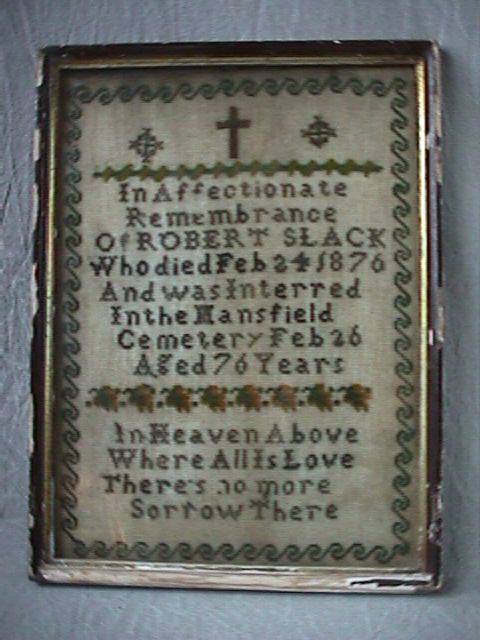 In Affectionate
Remembrance
Of ROBERT SLACK
Who died Feb 24 1876
And was Interred
In the Mansfield
Cemetery Feb 26
Aged 76 Years
In Heaven Above
Where All Is Love
There's no more
Sorrow There